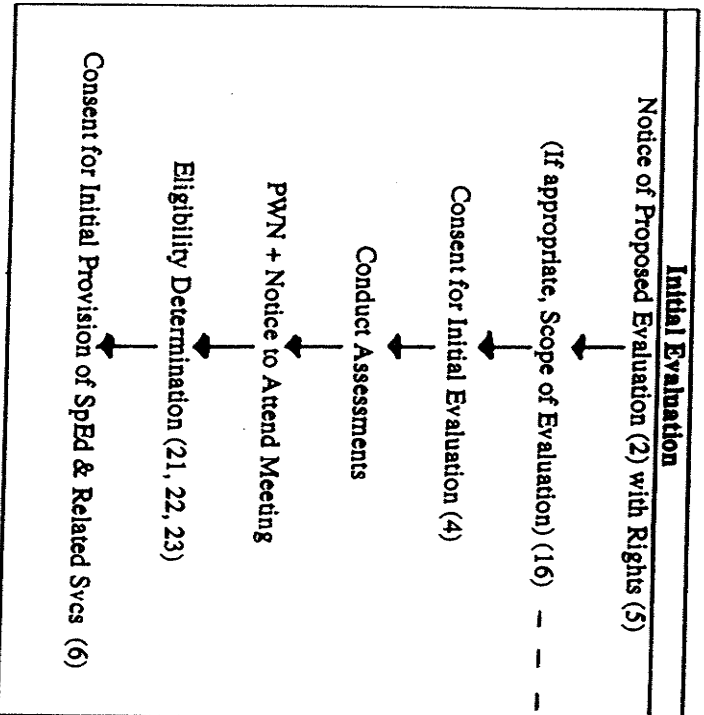 Initial Evaluation
Notice of Proposed Evaluation (2) with Rights (5)
(If appropriate, Scope of Evaluation) (16)
Consent for Initial Evaluation (4)
Conduct Assessments
PWN + Notice to Attend Meeting
Eligibility Determination (21, 22, 23)
Consent for Initial Provision of SpEd & Related Svcs (6)